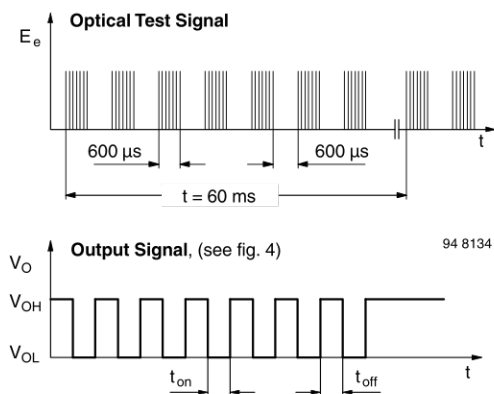 Optical Test Signal
E e
t
600 µs
600 µs
t = 60 ms
Output Signal, (see fig. 4)
94 8134
V O
V OH
V OL
t
t on
t off